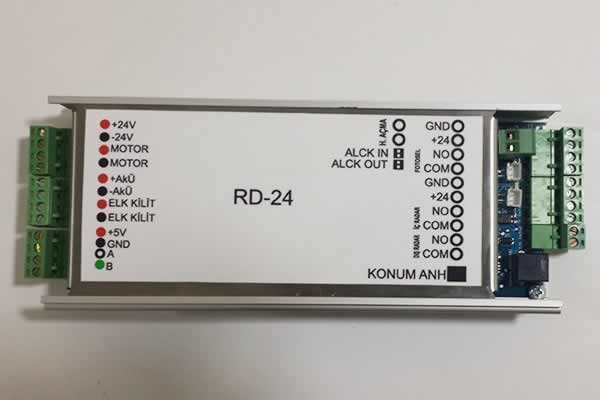 +24V
-24V
MOTOR
MOTOR
+AKÜ
-AKÜ
ELK KİLİT
ELK KİLİT
+5V
GND
A
B
RD-24
H. AÇMA
ALCK IN
ALCK OUT
FOTOSEL
GND
+24
NO
COM
GND
+24
İÇ RADAR
NO
COM
DIŞ RADAR
NO
COM
KONUM ANH